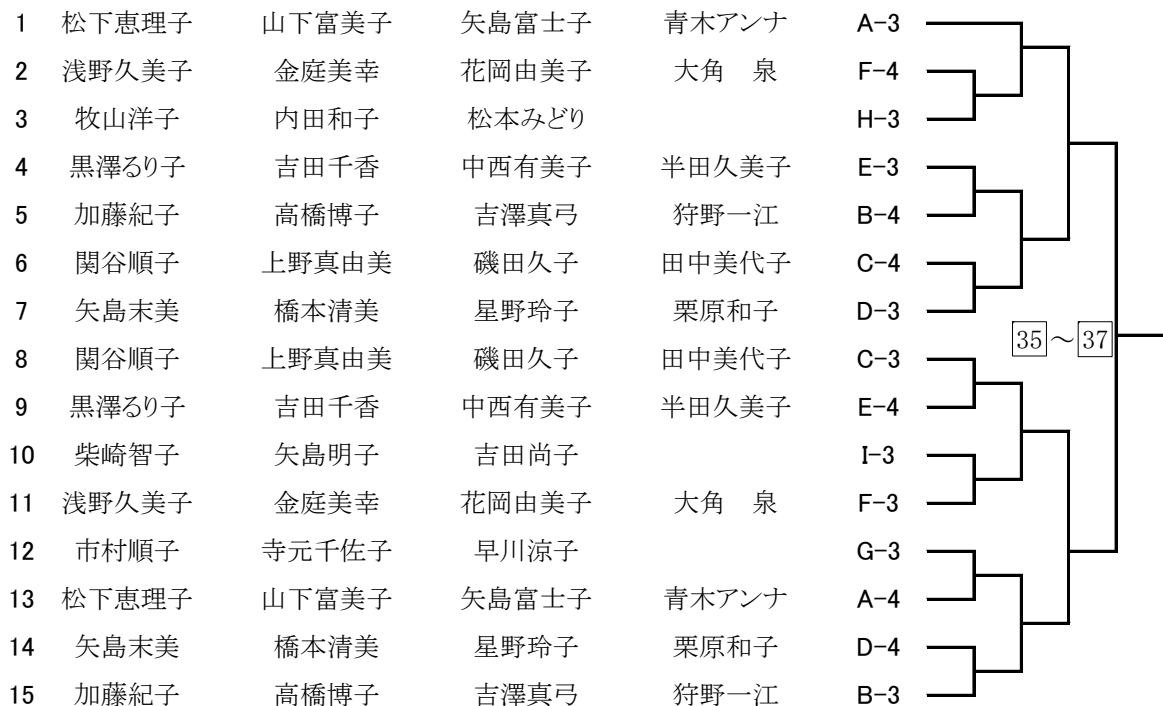 1 松下恵理子 山下富美子 矢島富士子 青木アンナ A-3
2 浅野久美子 金庭美幸 花岡由美子 大角　泉 F-4
3 牧山洋子 内田和子 松本みどり H-3
4 黒澤るり子 吉田千香 中西有美子 半田久美子 E-3
5 加藤紀子 高橋博子 吉澤真弓 狩野一江 B-4
6 関谷順子 上野真由美 磯田久子 田中美代子 C-4
7 矢島末美 橋本清美 星野玲子 栗原和子 D-3
35～37
8 関谷順子 上野真由美 磯田久子 田中美代子 C-3
9 黒澤るり子 吉田千香 中西有美子 半田久美子 E-4
10 柴崎智子 矢島明子 吉田尚子 I-3
11 浅野久美子 金庭美幸 花岡由美子 大角　泉 F-3
12 市村順子 寺元千佐子 早川涼子 G-3
13 松下恵理子 山下富美子 矢島富士子 青木アンナ A-4
14 矢島末美 橋本清美 星野玲子 栗原和子 D-4
15 加藤紀子 高橋博子 吉澤真弓 狩野一江 B-3